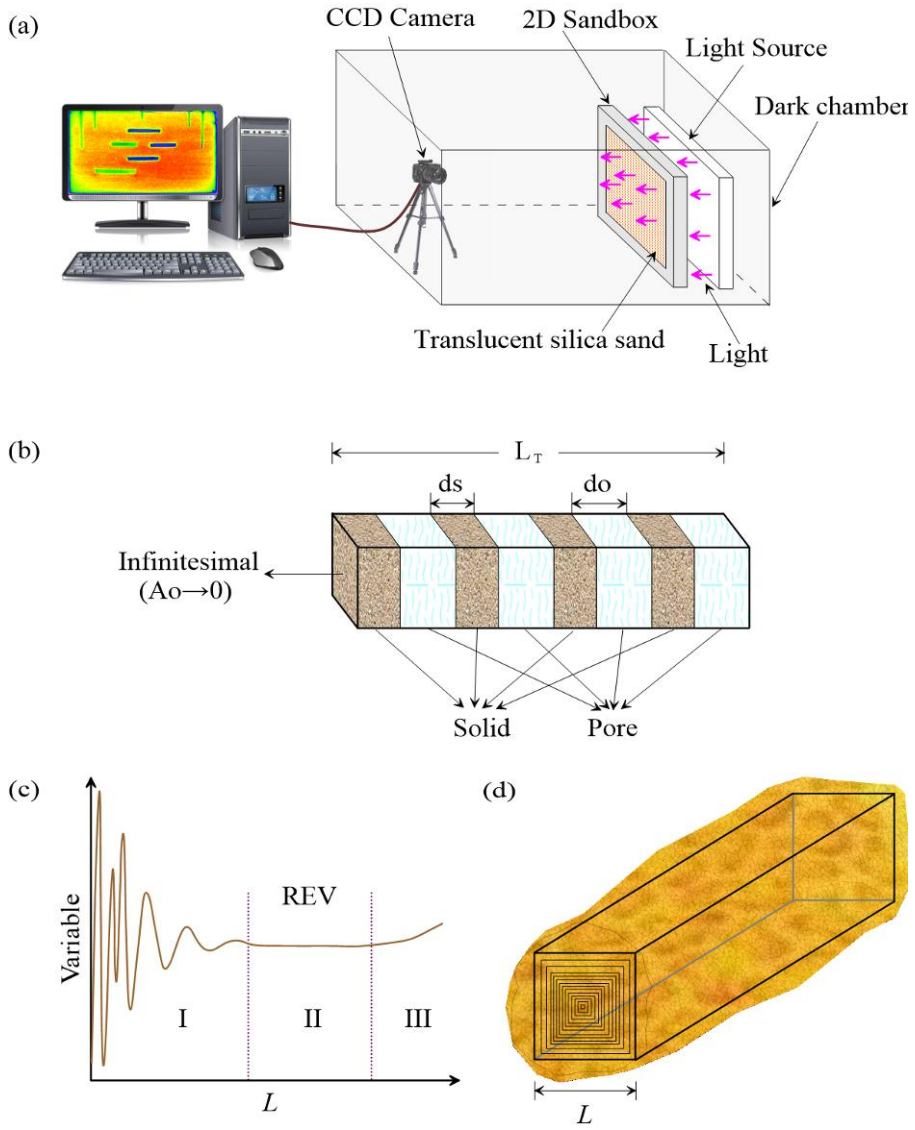 (a)
CCD Camera
2D Sandbox
Light Source
Dark chamber
Translucent silica sand
Light
(b)
L_T
ds
do
Infinitesimal
(Ao→0)
Solid
Pore
(c)
Variable
REV
I
II
III
L
(d)
L